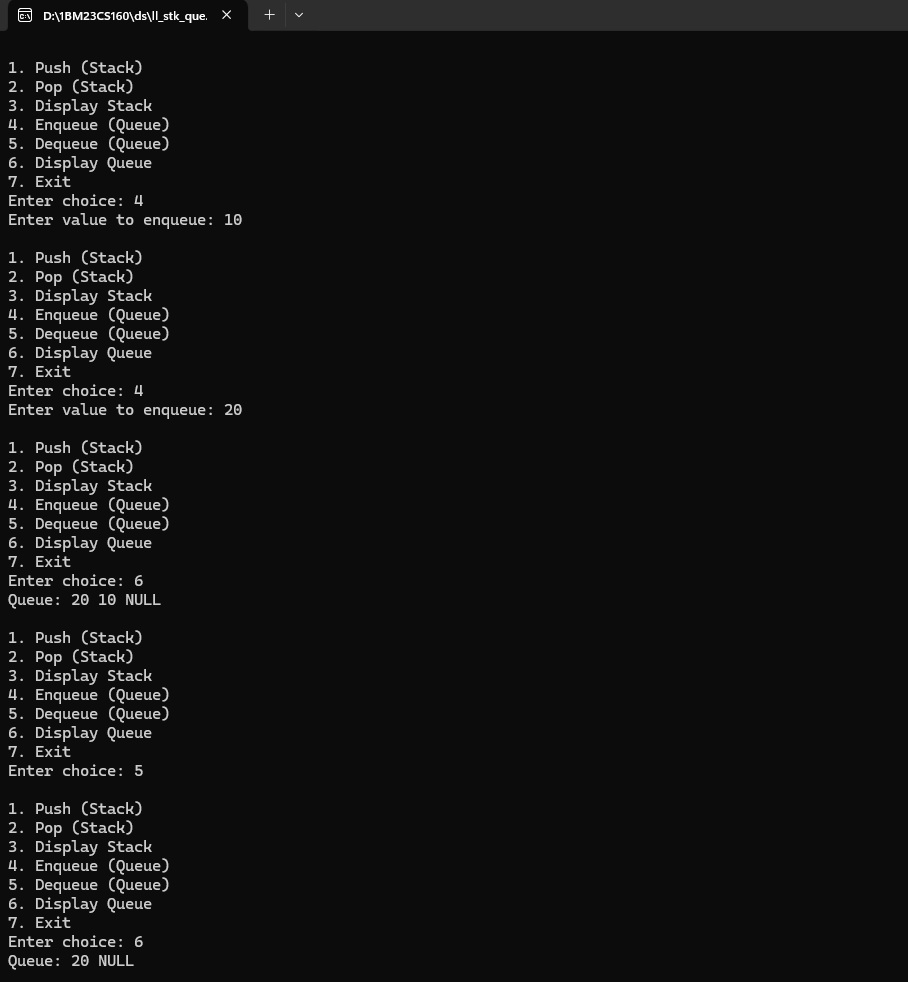 D:\1BM23CS160\ds\ll_stk_que.
1. Push (Stack)
2. Pop (Stack)
3. Display Stack
4. Enqueue (Queue)
5. Dequeue (Queue)
6. Display Queue
7. Exit
Enter choice: 4
Enter value to enqueue: 10
1. Push (Stack)
2. Pop (Stack)
3. Display Stack
4. Enqueue (Queue)
5. Dequeue (Queue)
6. Display Queue
7. Exit
Enter choice: 4
Enter value to enqueue: 20
1. Push (Stack)
2. Pop (Stack)
3. Display Stack
4. Enqueue (Queue)
5. Dequeue (Queue)
6. Display Queue
7. Exit
Enter choice: 6
Queue: 20 10 NULL
1. Push (Stack)
2. Pop (Stack)
3. Display Stack
4. Enqueue (Queue)
5. Dequeue (Queue)
6. Display Queue
7. Exit
Enter choice: 5
1. Push (Stack)
2. Pop (Stack)
3. Display Stack
4. Enqueue (Queue)
5. Dequeue (Queue)
6. Display Queue
7. Exit
Enter choice: 6
Queue: 20 NULL